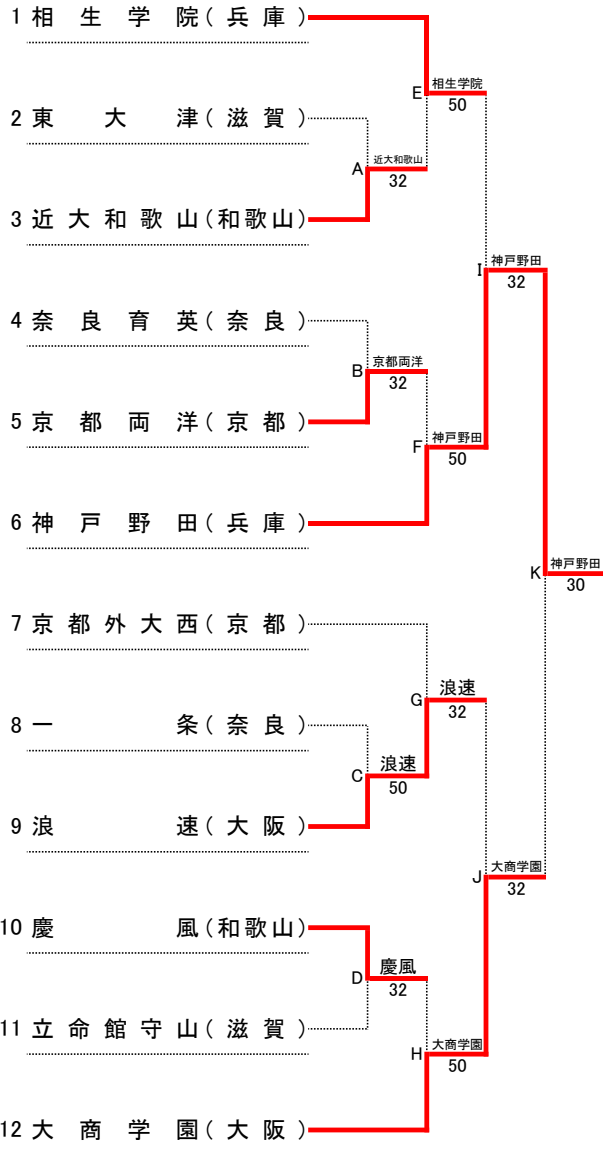 1 相生学院(兵庫)
E 相生学院
50
2 東大津(滋賀)
A 近大和歌山
32
3 近大和歌山(和歌山)
I 神戸野田
32
4 奈良育英(奈良)
B 京都両洋
32
5 京都両洋(京都)
F 神戸野田
50
6 神戸野田(兵庫)
K 神戸野田
30
7 京都外大西(京都)
G 浪速
32
8 一条(奈良)
C 浪速
50
9 浪速(大阪)
J 大商学園
32
10 慶風(和歌山)
D 慶風
32
11 立命館守山(滋賀)
H 大商学園
50
12 大商学園(大阪)